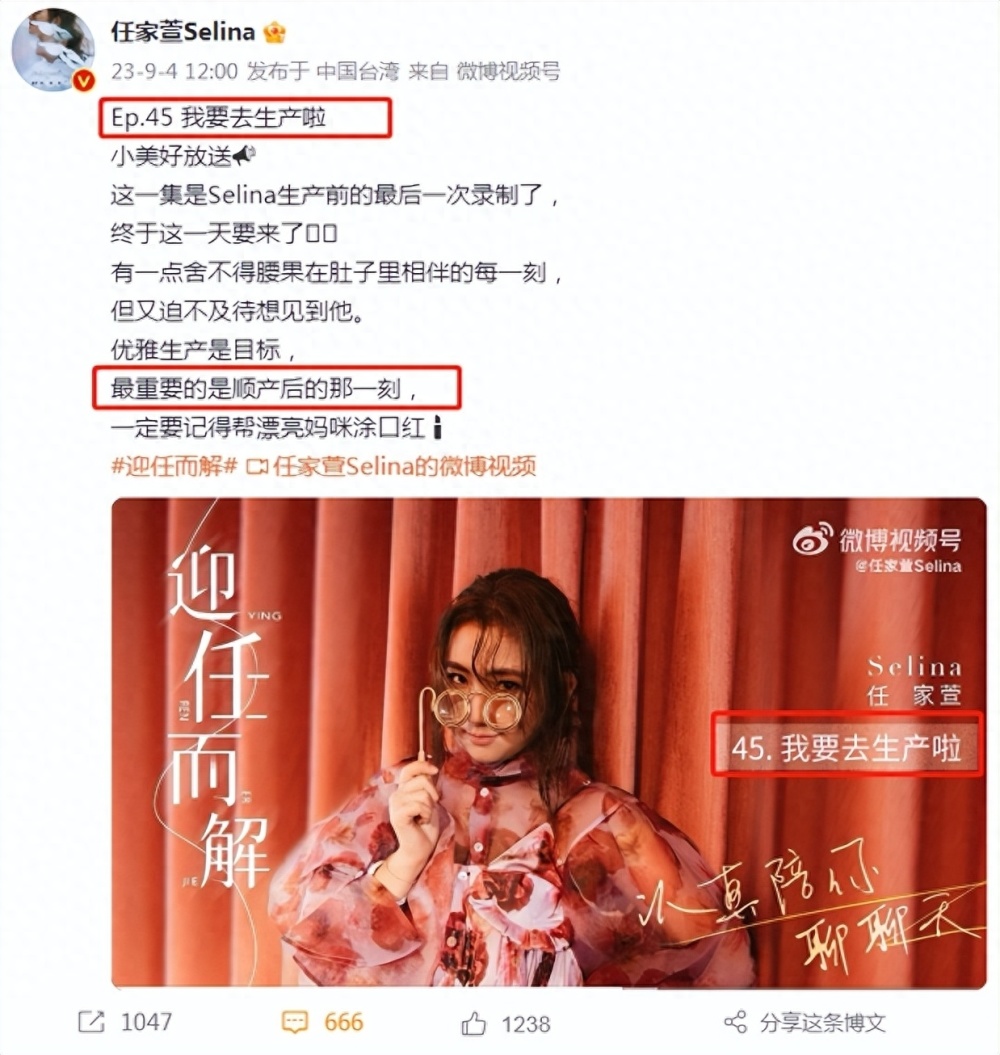 任家萱Selina
23-9-4 12:00 发布于 中国台湾 来自 微博视频号
Ep.45 我要去生产啦
小美好放送
这一集是Selina生产前的最后一次录制了，
终于这一天要来了
有一点舍不得腰果在肚子里相伴的每一刻，
但又迫不及待想见到他。
优雅生产是目标，
最重要的是顺产后的那一刻，
一定要记得帮漂亮妈咪涂口红
#迎任而解# 任家萱Selina的微博视频
微博视频号
@任家萱Selina
迎任而解
YING
REN
ER
JIE
Selina
任 家萱
45. 我要去生产啦
小真陪你
聊聊天
1047
666
1238
分享这条博文